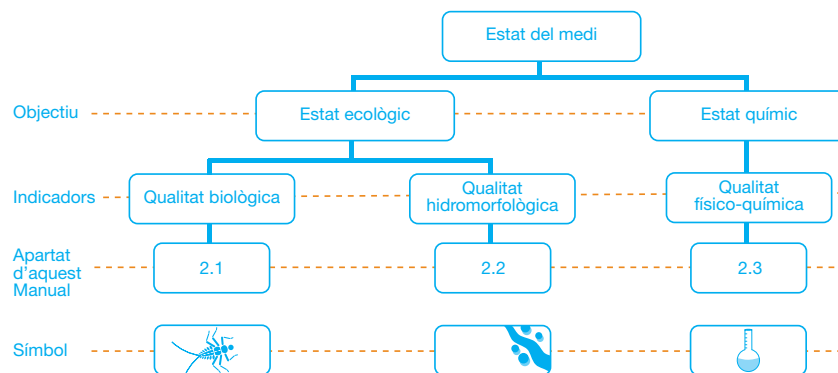 Estat del medi
Objectiu
Estat ecològic
Estat químic
Indicadors
Qualitat biològica
Qualitat
hidromorfològica
Qualitat
físico-química
Apartat
d'aquest
Manual
2.1
2.2
2.3
Símbol